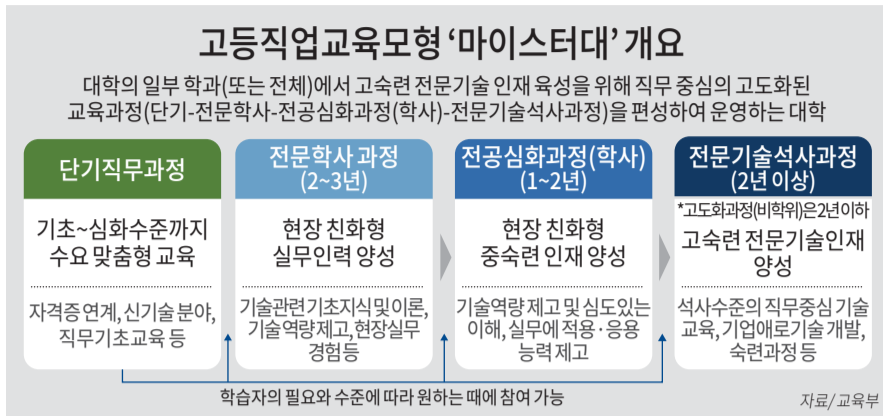 고등직업교육모형 ‘마이스터대’ 개요
대학의 일부 학과(또는 전체)에서 고숙련 전문기술 인재 육성을 위해 직무 중심의 고도화된
교육과정(단기-전문학사-전공심화과정(학사)-전문기술석사과정)을 편성하여 운영하는 대학
단기직무과정
기초~심화수준까지
수요 맞춤형 교육
자격증 연계, 신기술 분야,
직무기초교육 등
전문학사 과정
(2~3년)
현장 친화형
실무인력 양성
기술관련 기초지식 및 이론,
기술 역량 제고, 현장실무
경험 등
전공심화과정(학사)
(1~2년)
현장 친화형
중숙련 인재 양성
기술역량 제고 및 심도있는
이해, 실무에 적용·응용
능력 제고
전문기술석사과정
(2년 이상)
*고도화과정(비학위)은 2년 이하
고숙련 전문기술인재
양성
석사수준의 직무중심 기술
교육, 기업애로기술 개발,
숙련과정 등
학습자의 필요와 수준에 따라 원하는 때에 참여 가능
자료/교육부